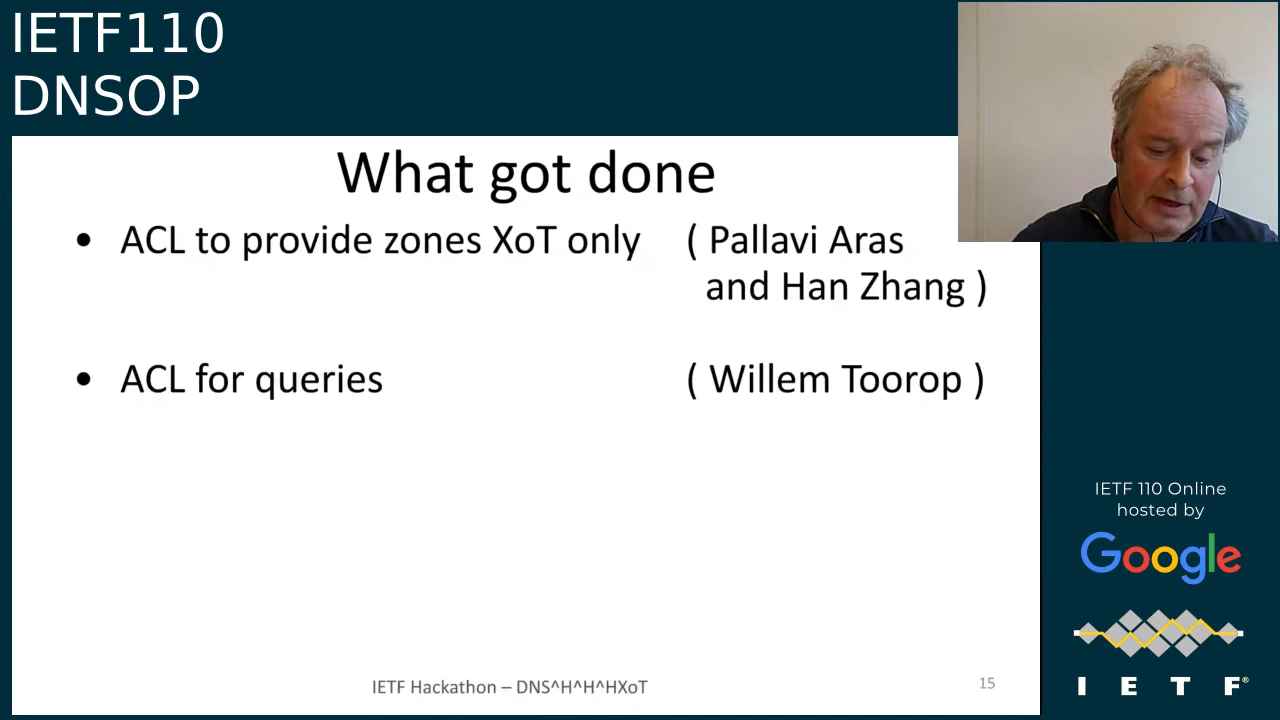 IETF110
DNSOP
What got done
• ACL to provide zones XoT only ( Pallavi Aras
and Han Zhang )
• ACL for queries ( Willem Toorop )
IETF 110 Online
hosted by
Google
IETF Hackathon – DNS^H^H^HXoT
15
I E T F®